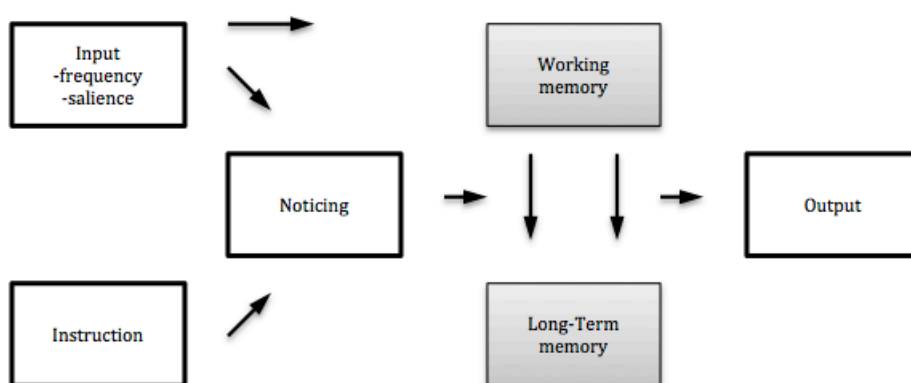 Input
-frequency
-salience
Working
memory
Noticing
Output
Instruction
Long-Term
memory